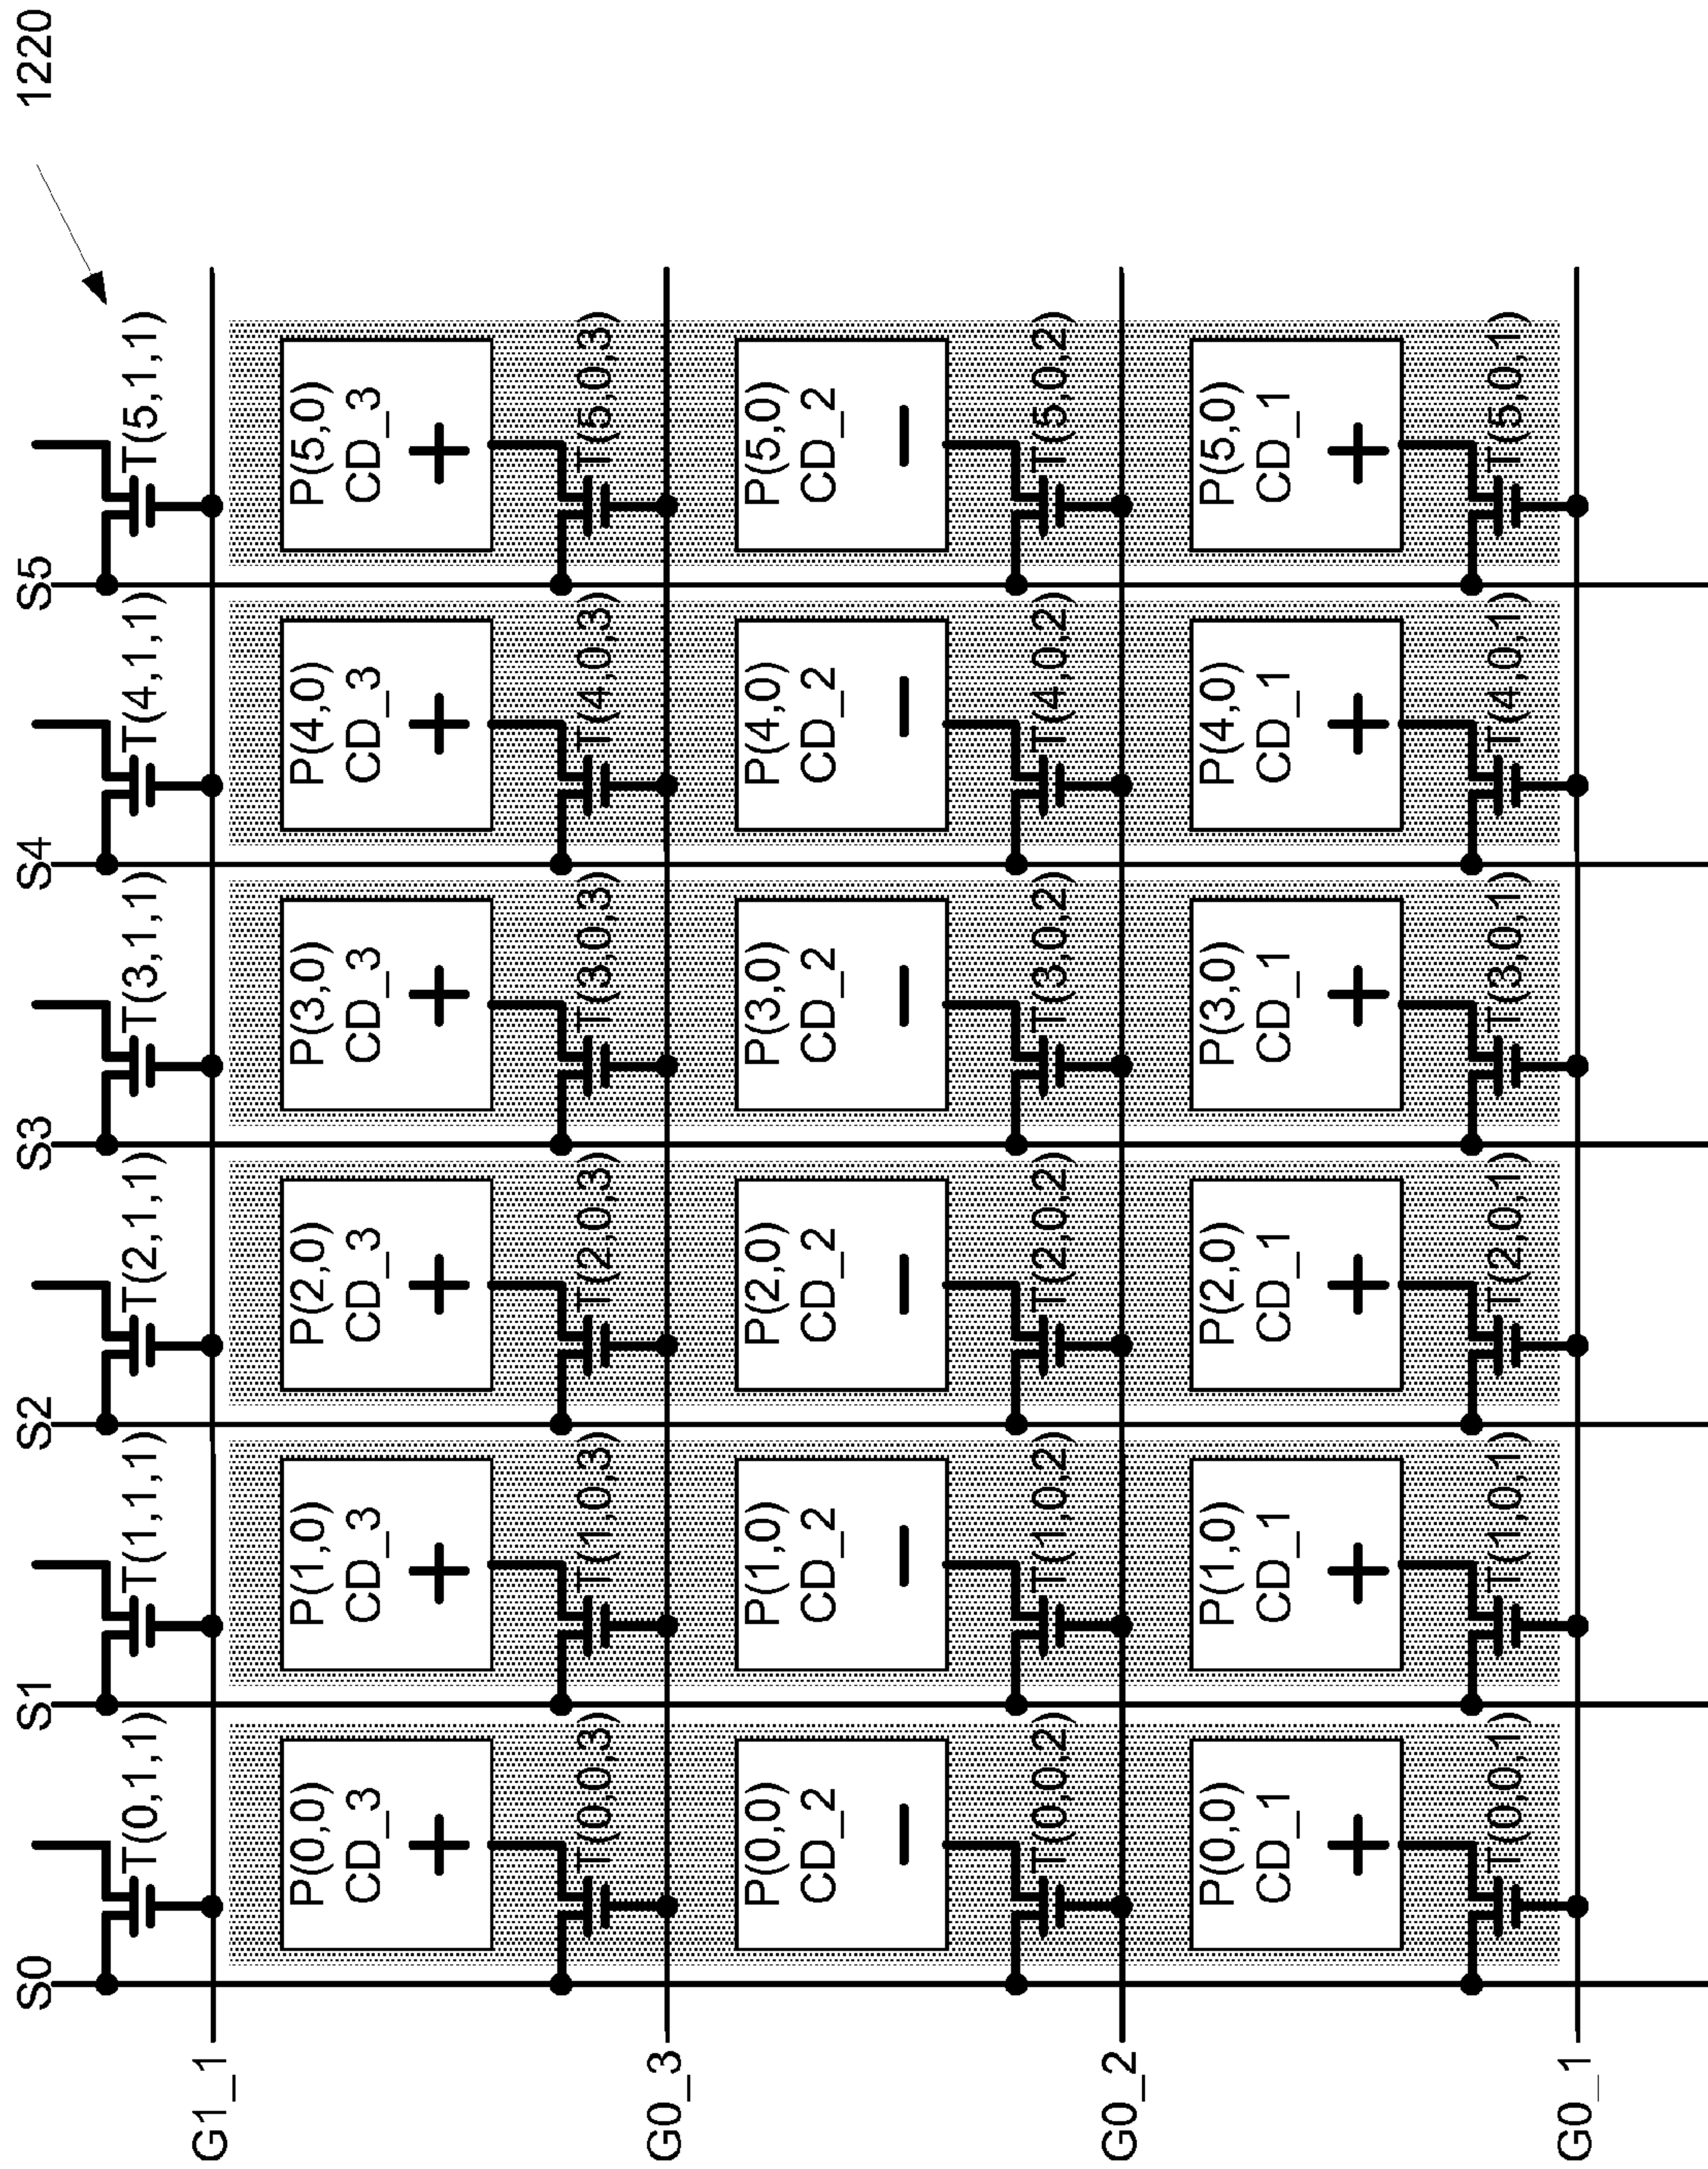 S0 S1 S2 S3 S4 S5 1220
T(0,1,1) T(1,1,1) T(2,1,1) T(3,1,1) T(4,1,1) T(5,1,1)
G1_1
P(0,0) P(1,0) P(2,0) P(3,0) P(4,0) P(5,0)
CD_3 CD_3 CD_3 CD_3 CD_3 CD_3
+ + + + + +
T(0,0,3) T(1,0,3) T(2,0,3) T(3,0,3) T(4,0,3) T(5,0,3)
G0_3
P(0,0) P(1,0) P(2,0) P(3,0) P(4,0) P(5,0)
CD_2 CD_2 CD_2 CD_2 CD_2 CD_2
− − − − − −
T(0,0,2) T(1,0,2) T(2,0,2) T(3,0,2) T(4,0,2) T(5,0,2)
G0_2
P(0,0) P(1,0) P(2,0) P(3,0) P(4,0) P(5,0)
CD_1 CD_1 CD_1 CD_1 CD_1 CD_1
+ + + + + +
T(0,0,1) T(1,0,1) T(2,0,1) T(3,0,1) T(4,0,1) T(5,0,1)
G0_1